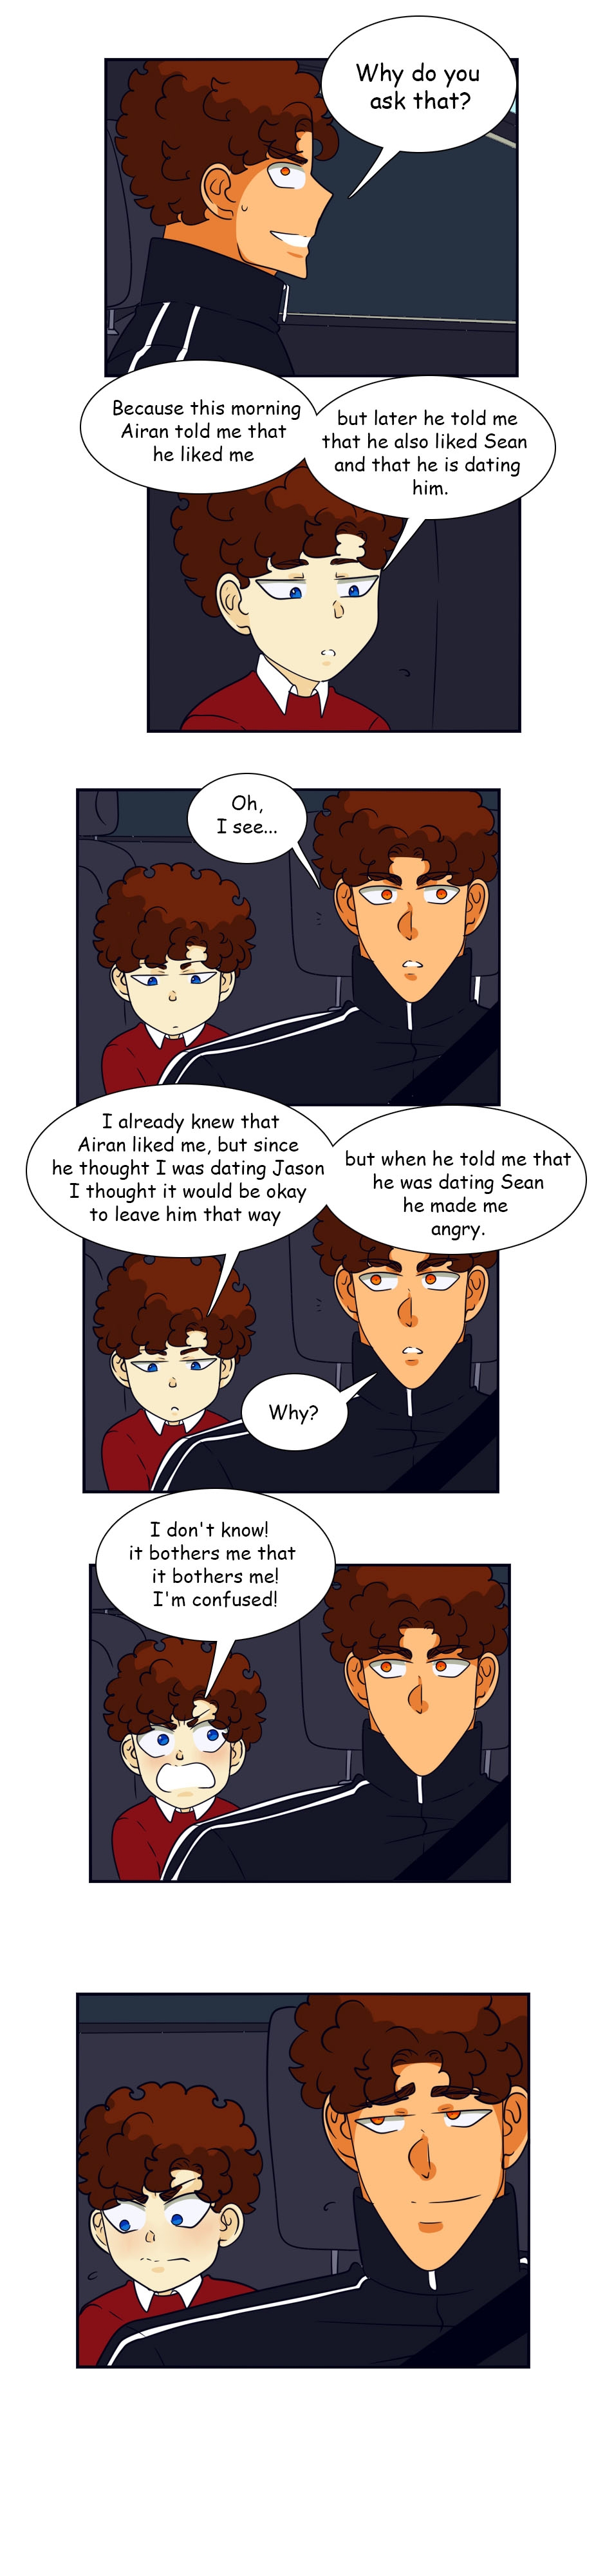 Why do you
ask that?
Because this morning
Airan told me that
he liked me
but later he told me
that he also liked Sean
and that he is dating
him.
Oh,
I see...
I already knew that
Airan liked me, but since
he thought I was dating Jason
I thought it would be okay
to leave him that way
but when he told me that
he was dating Sean
he made me
angry.
Why?
I don't know!
it bothers me that
it bothers me!
I'm confused!